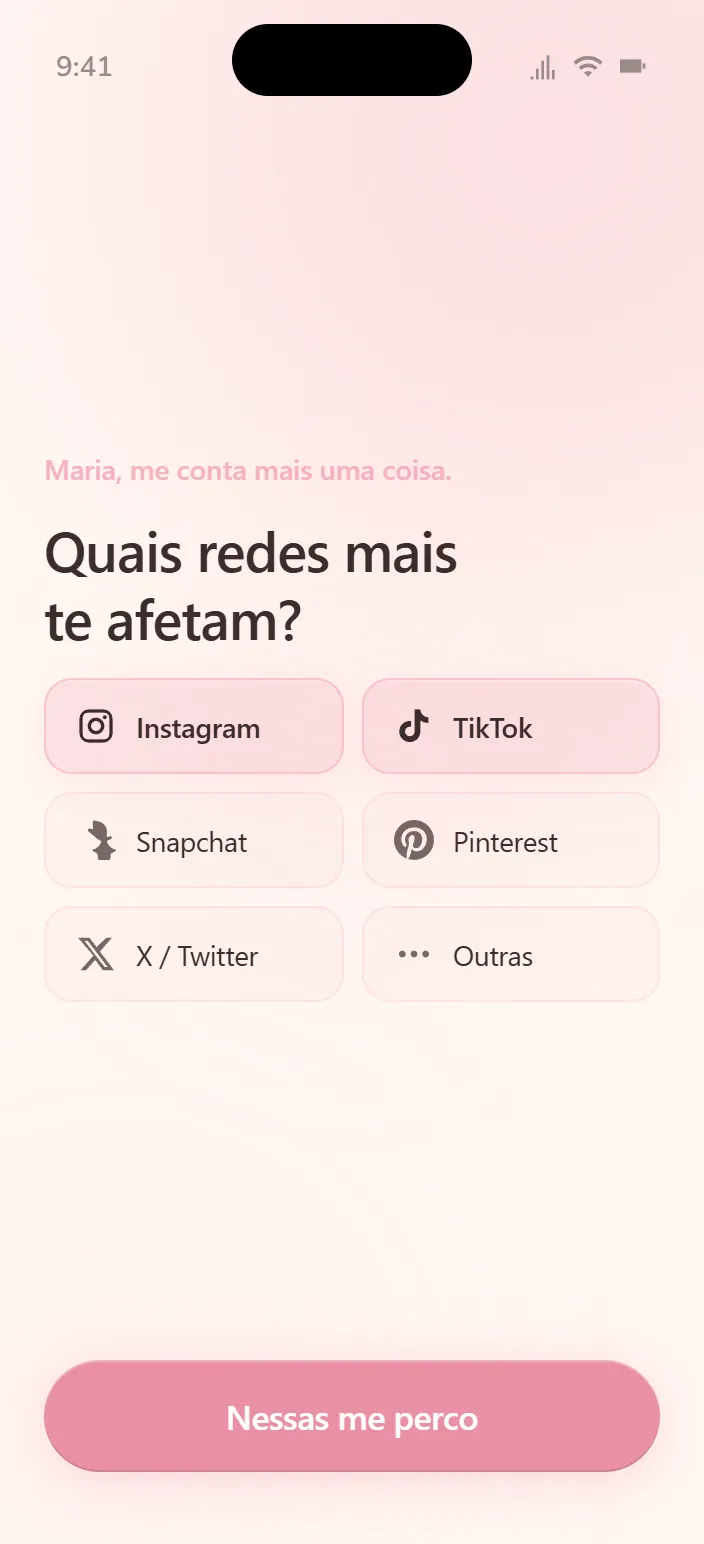 9:41
Maria, me conta mais uma coisa.
Quais redes mais
te afetam?
Instagram
TikTok
Snapchat
Pinterest
X / Twitter
Outras
Nessas me perco